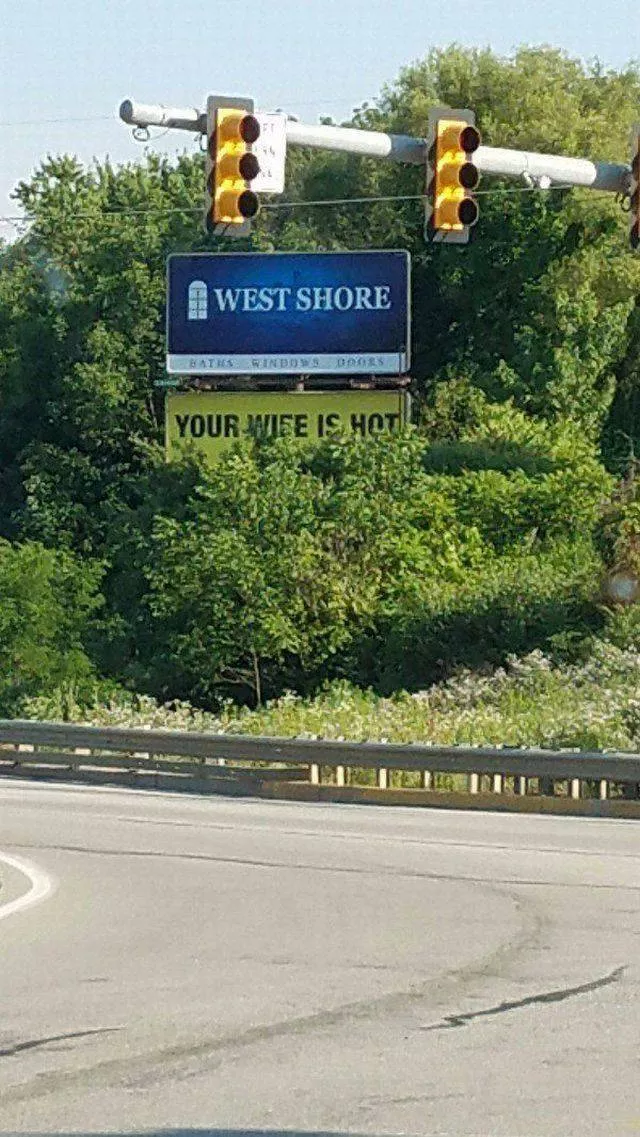 WEST SHORE
BATHS WINDOWS DOORS
YOUR WIFE IS HOT